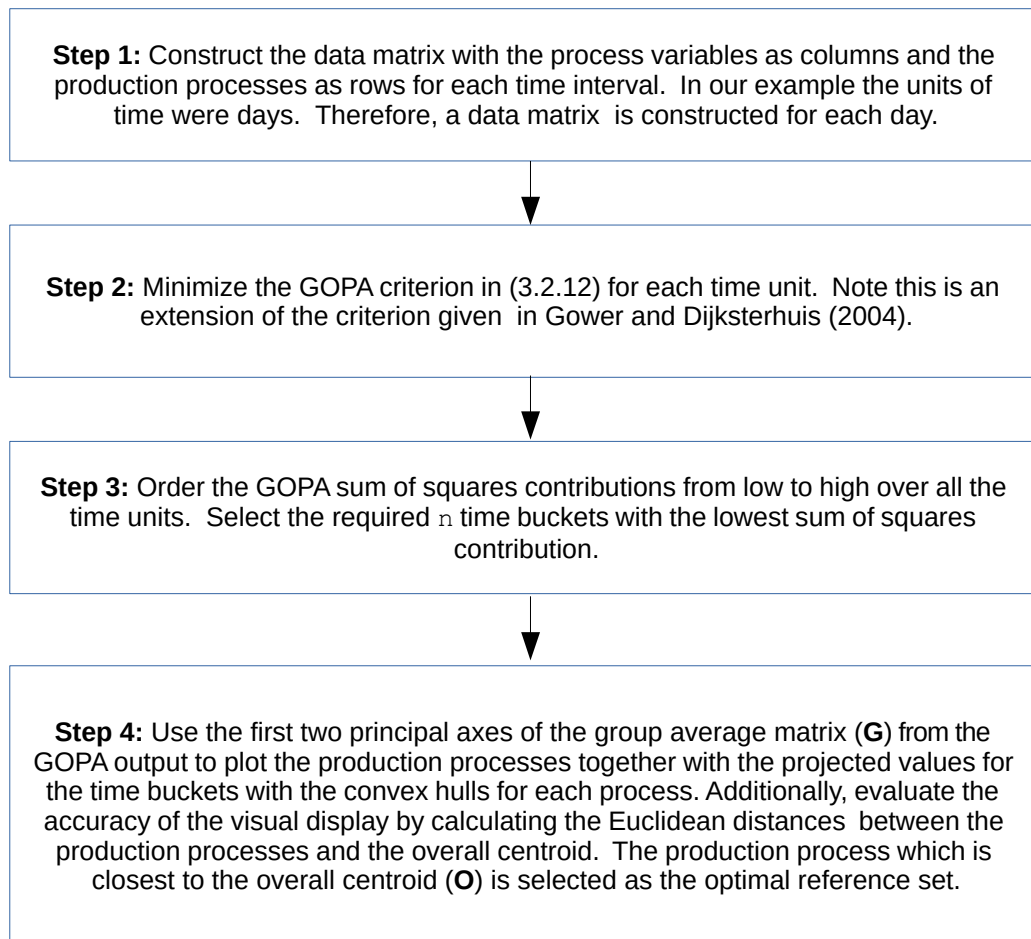 Step 1: Construct the data matrix with the process variables as columns and the
production processes as rows for each time interval.  In our example the units of
time were days.  Therefore, a data matrix  is constructed for each day.
Step 2: Minimize the GOPA criterion in (3.2.12) for each time unit.  Note this is an
extension of the criterion given  in Gower and Dijksterhuis (2004).
Step 3: Order the GOPA sum of squares contributions from low to high over all the
time units.  Select the required n time buckets with the lowest sum of squares
contribution.
Step 4: Use the first two principal axes of the group average matrix (G) from the
GOPA output to plot the production processes together with the projected values for
the time buckets with the convex hulls for each process. Additionally, evaluate the
accuracy of the visual display by calculating the Euclidean distances  between the
production processes and the overall centroid.  The production process which is
closest to the overall centroid (O) is selected as the optimal reference set.